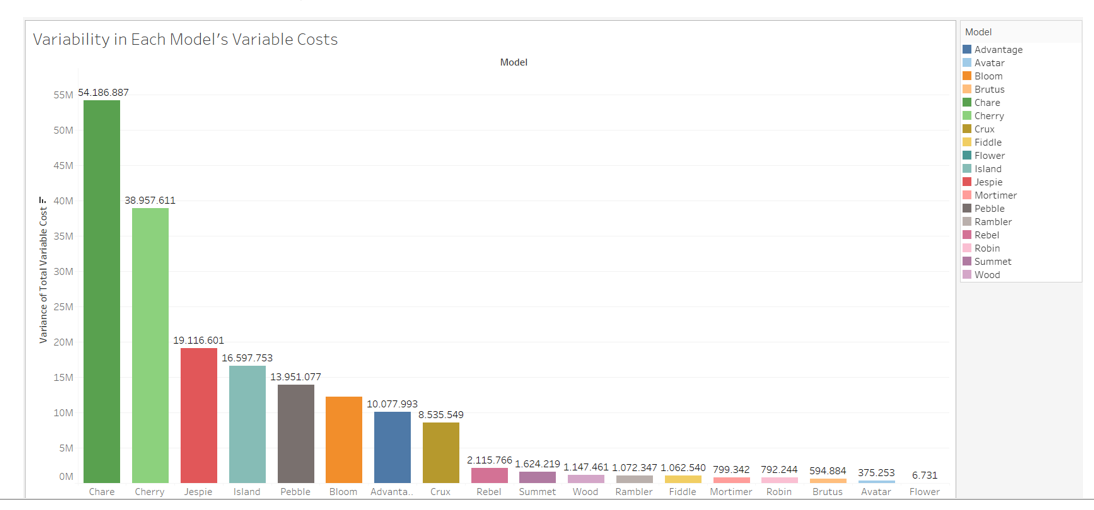 Variability in Each Model's Variable Costs
Model
Variance of Total Variable Cost
55M
50M
45M
40M
35M
30M
25M
20M
15M
10M
5M
0M
54.186.887
38.957.611
19.116.601
16.597.753
13.951.077
10.077.993
8.535.549
2.115.766
1.624.219
1.147.461
1.072.347
1.062.540
799.342
792.244
594.884
375.253
6.731
Chare
Cherry
Jespie
Island
Pebble
Bloom
Advanta..
Crux
Rebel
Summet
Wood
Rambler
Fiddle
Mortimer
Robin
Brutus
Avatar
Flower
Model
Advantage
Avatar
Bloom
Brutus
Chare
Cherry
Crux
Fiddle
Flower
Island
Jespie
Mortimer
Pebble
Rambler
Rebel
Robin
Summet
Wood